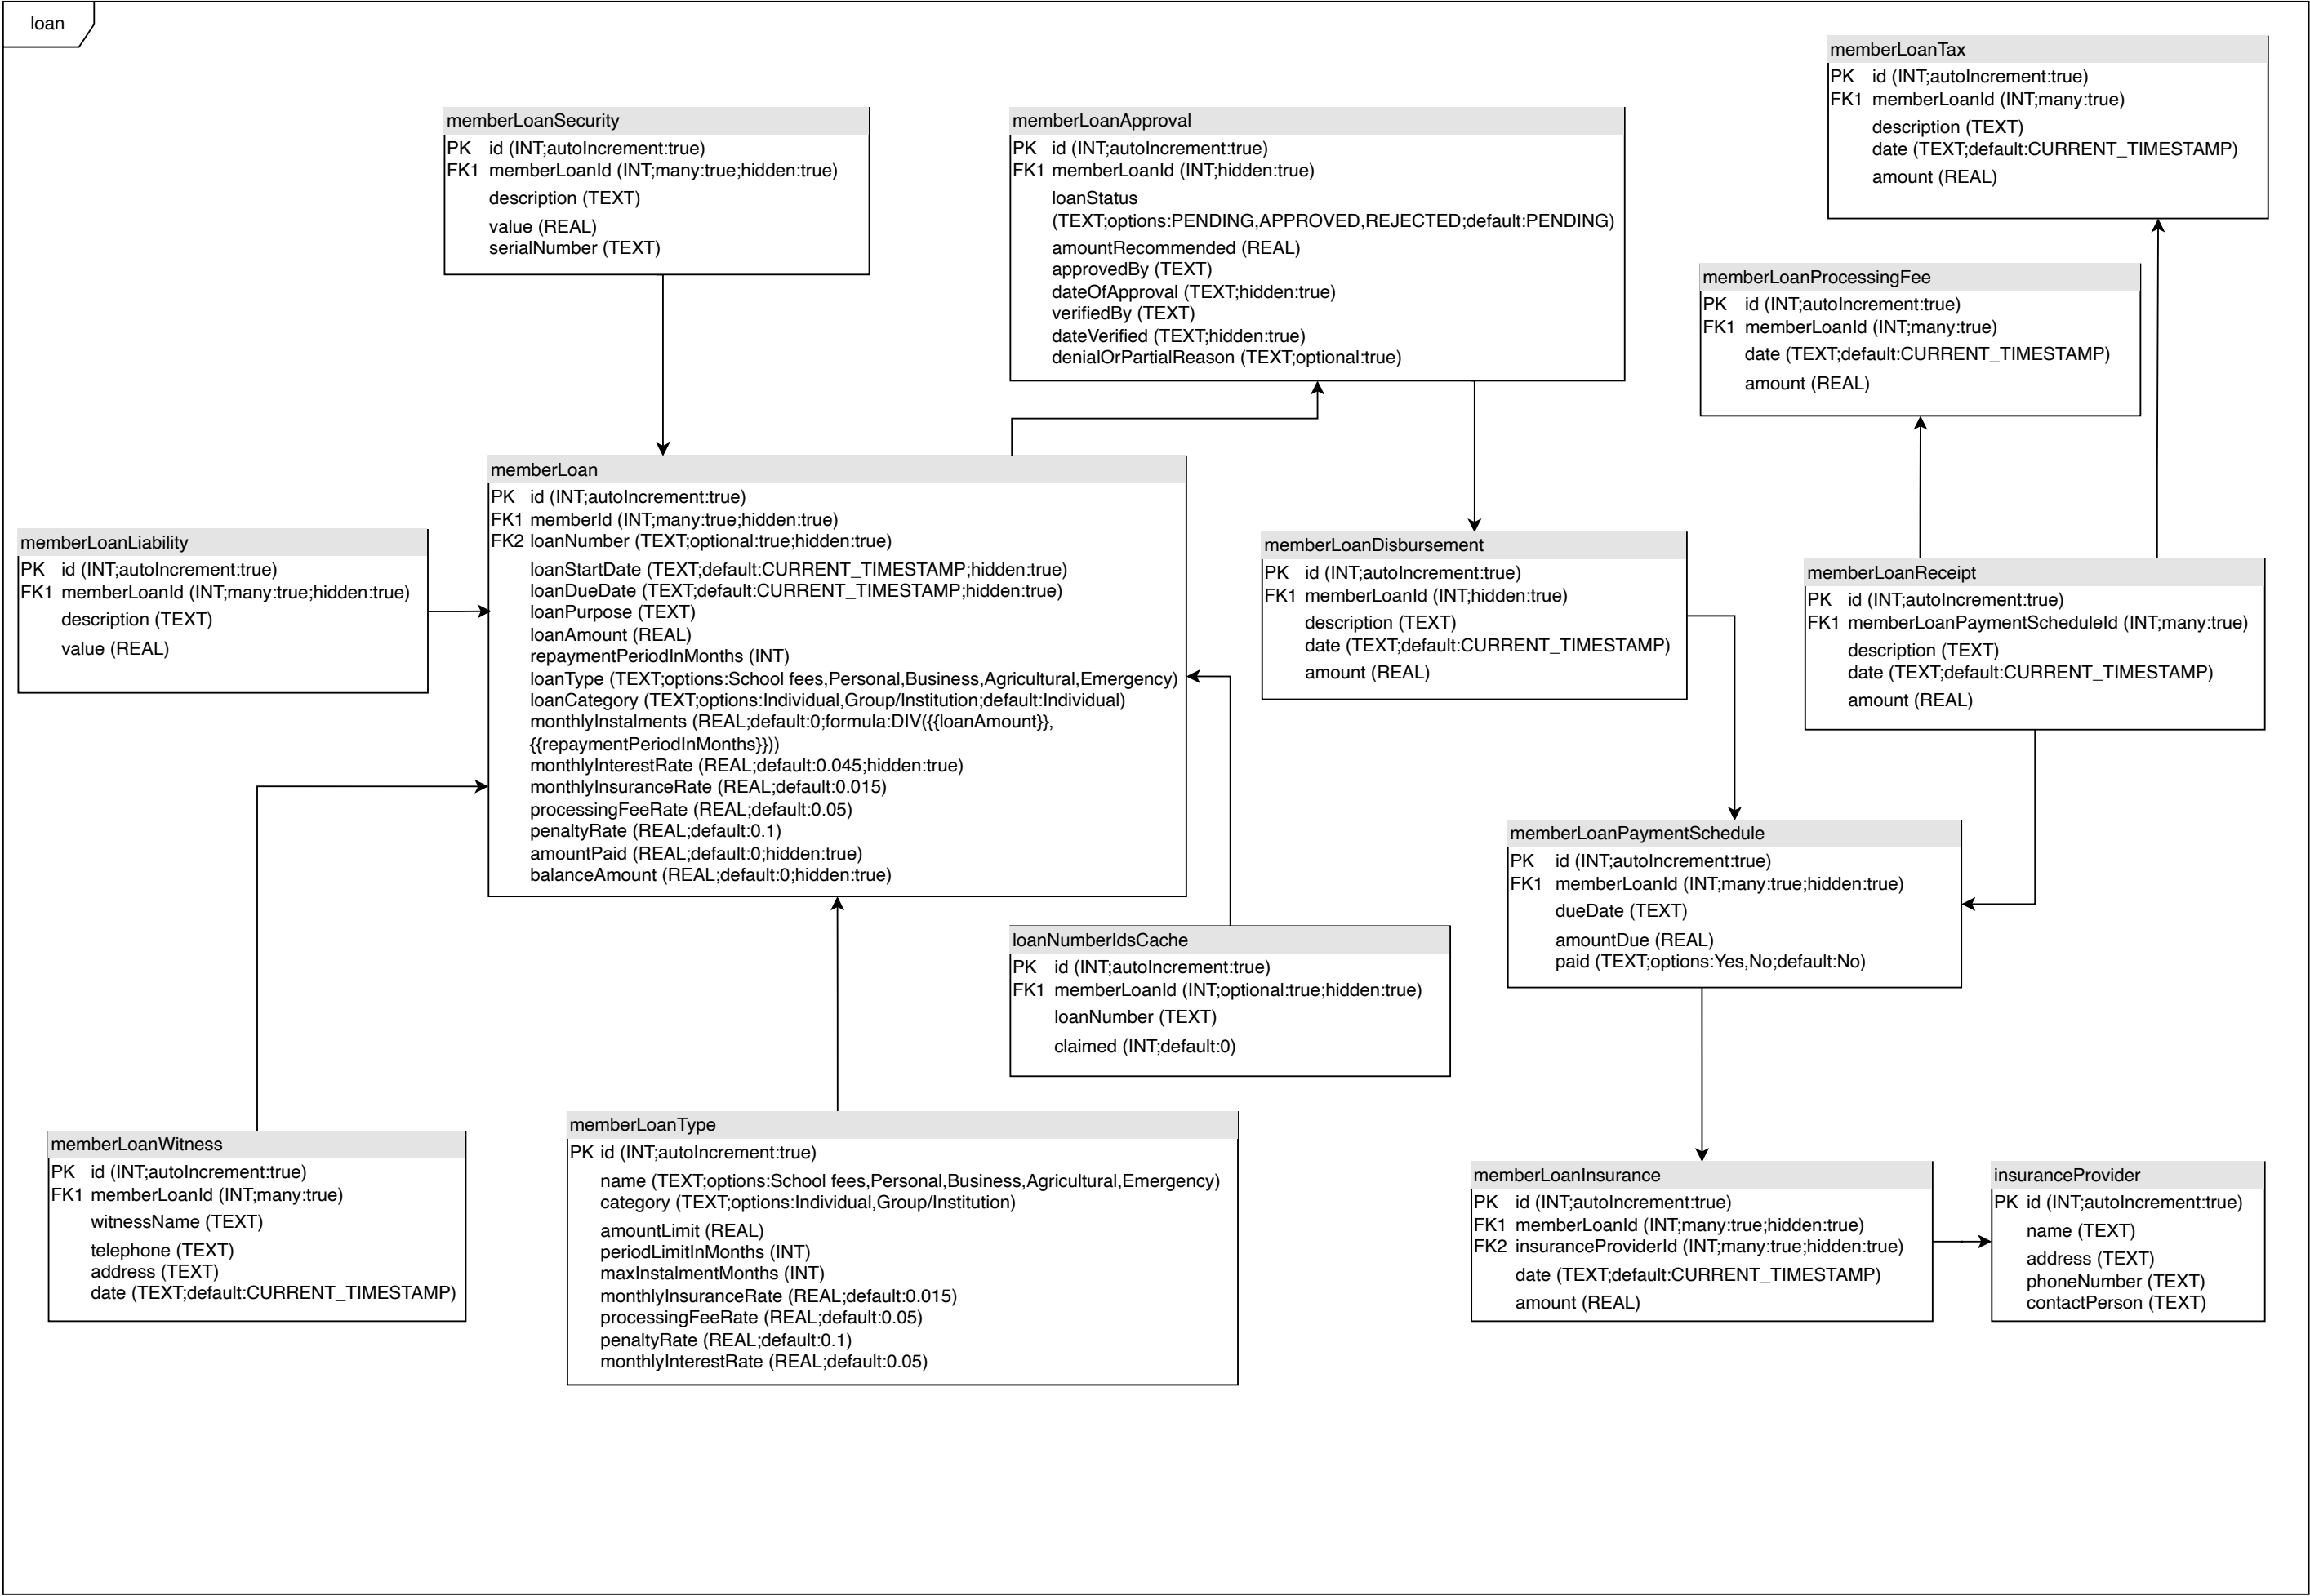 loan
memberLoanTax
PK id (INT;autoIncrement:true)
FK1 memberLoanId (INT;many:true)
description (TEXT)
date (TEXT;default:CURRENT_TIMESTAMP)
amount (REAL)
memberLoanSecurity
PK id (INT;autoIncrement:true)
FK1 memberLoanId (INT;many:true;hidden:true)
description (TEXT)
value (REAL)
serialNumber (TEXT)
memberLoanApproval
PK id (INT;autoIncrement:true)
FK1 memberLoanId (INT;hidden:true)
loanStatus
(TEXT;options:PENDING,APPROVED,REJECTED;default:PENDING)
amountRecommended (REAL)
approvedBy (TEXT)
dateOfApproval (TEXT;hidden:true)
verifiedBy (TEXT)
dateVerified (TEXT;hidden:true)
denialOrPartialReason (TEXT;optional:true)
memberLoanProcessingFee
PK id (INT;autoIncrement:true)
FK1 memberLoanId (INT;many:true)
date (TEXT;default:CURRENT_TIMESTAMP)
amount (REAL)
memberLoan
PK id (INT;autoIncrement:true)
FK1 memberId (INT;many:true;hidden:true)
FK2 loanNumber (TEXT;optional:true;hidden:true)
loanStartDate (TEXT;default:CURRENT_TIMESTAMP;hidden:true)
loanDueDate (TEXT;default:CURRENT_TIMESTAMP;hidden:true)
loanPurpose (TEXT)
loanAmount (REAL)
repaymentPeriodInMonths (INT)
loanType (TEXT;options:School fees,Personal,Business,Agricultural,Emergency)
loanCategory (TEXT;options:Individual,Group/Institution;default:Individual)
monthlyInstalments (REAL;default:0;formula:DIV({{loanAmount}},
{{repaymentPeriodInMonths}}))
monthlyInterestRate (REAL;default:0.045;hidden:true)
monthlyInsuranceRate (REAL;default:0.015)
processingFeeRate (REAL;default:0.05)
penaltyRate (REAL;default:0.1)
amountPaid (REAL;default:0;hidden:true)
balanceAmount (REAL;default:0;hidden:true)
memberLoanLiability
PK id (INT;autoIncrement:true)
FK1 memberLoanId (INT;many:true;hidden:true)
description (TEXT)
value (REAL)
memberLoanDisbursement
PK id (INT;autoIncrement:true)
FK1 memberLoanId (INT;hidden:true)
description (TEXT)
date (TEXT;default:CURRENT_TIMESTAMP)
amount (REAL)
memberLoanReceipt
PK id (INT;autoIncrement:true)
FK1 memberLoanPaymentScheduleId (INT;many:true)
description (TEXT)
date (TEXT;default:CURRENT_TIMESTAMP)
amount (REAL)
memberLoanPaymentSchedule
PK id (INT;autoIncrement:true)
FK1 memberLoanId (INT;many:true;hidden:true)
dueDate (TEXT)
amountDue (REAL)
paid (TEXT;options:Yes,No;default:No)
loanNumberIdsCache
PK id (INT;autoIncrement:true)
FK1 memberLoanId (INT;optional:true;hidden:true)
loanNumber (TEXT)
claimed (INT;default:0)
memberLoanWitness
PK id (INT;autoIncrement:true)
FK1 memberLoanId (INT;many:true)
witnessName (TEXT)
telephone (TEXT)
address (TEXT)
date (TEXT;default:CURRENT_TIMESTAMP)
memberLoanType
PK id (INT;autoIncrement:true)
name (TEXT;options:School fees,Personal,Business,Agricultural,Emergency)
category (TEXT;options:Individual,Group/Institution)
amountLimit (REAL)
periodLimitInMonths (INT)
maxInstalmentMonths (INT)
monthlyInsuranceRate (REAL;default:0.015)
processingFeeRate (REAL;default:0.05)
penaltyRate (REAL;default:0.1)
monthlyInterestRate (REAL;default:0.05)
memberLoanInsurance
PK id (INT;autoIncrement:true)
FK1 memberLoanId (INT;many:true;hidden:true)
FK2 insuranceProviderId (INT;many:true;hidden:true)
date (TEXT;default:CURRENT_TIMESTAMP)
amount (REAL)
insuranceProvider
PK id (INT;autoIncrement:true)
name (TEXT)
address (TEXT)
phoneNumber (TEXT)
contactPerson (TEXT)